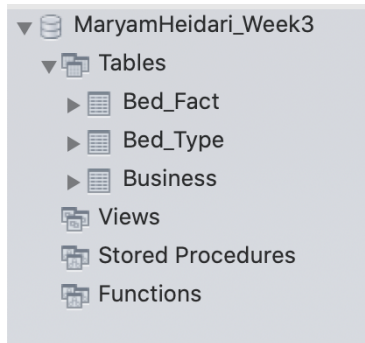 MaryamHeidari_Week3
Tables
Bed_Fact
Bed_Type
Business
Views
Stored Procedures
Functions